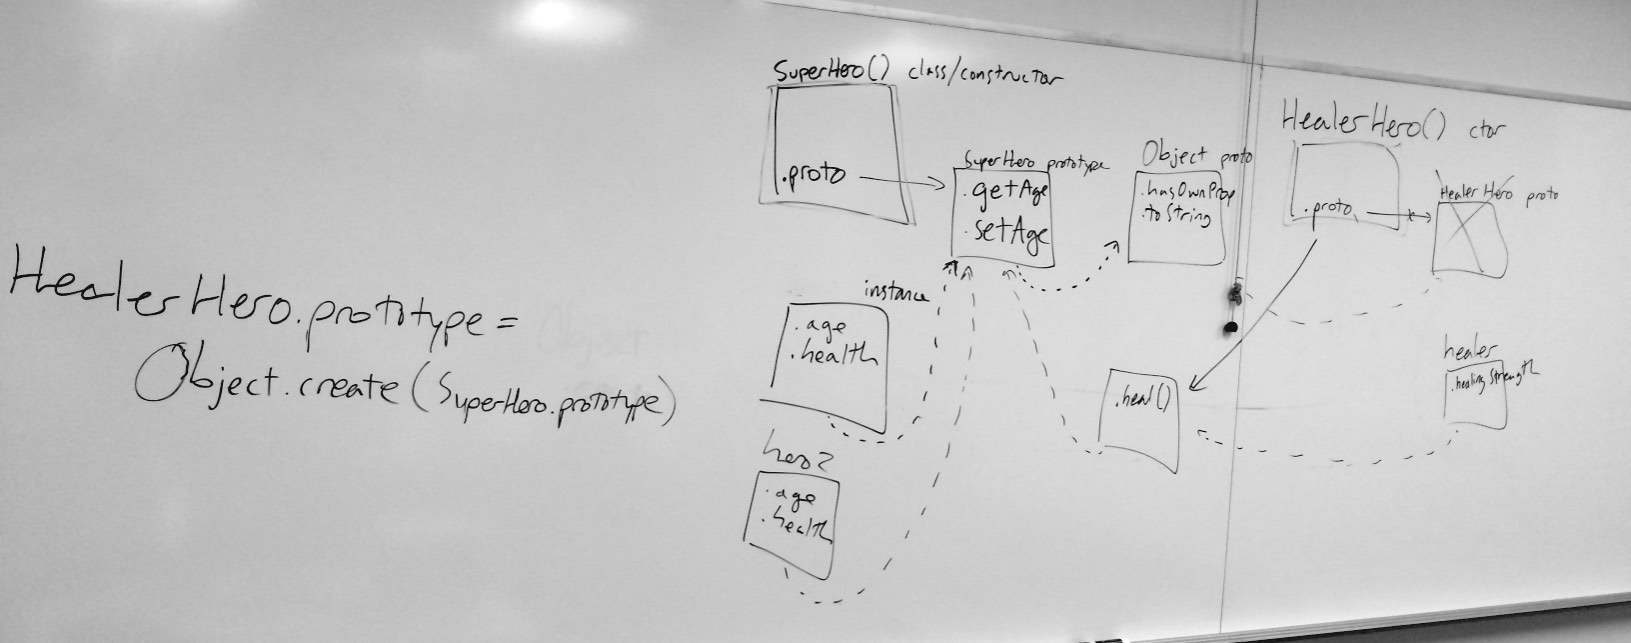 HealerHero.prototype =
Object.create(SuperHero.prototype)
SuperHero() class/constructor
.proto
SuperHero prototype
.getAge
.setAge
Object proto
.hasOwnProp
.toString
HealerHero() ctor
.proto
Healer Hero proto
instance
.age
.health
hero2
.age
.health
.heal()
healer
.healingStrength